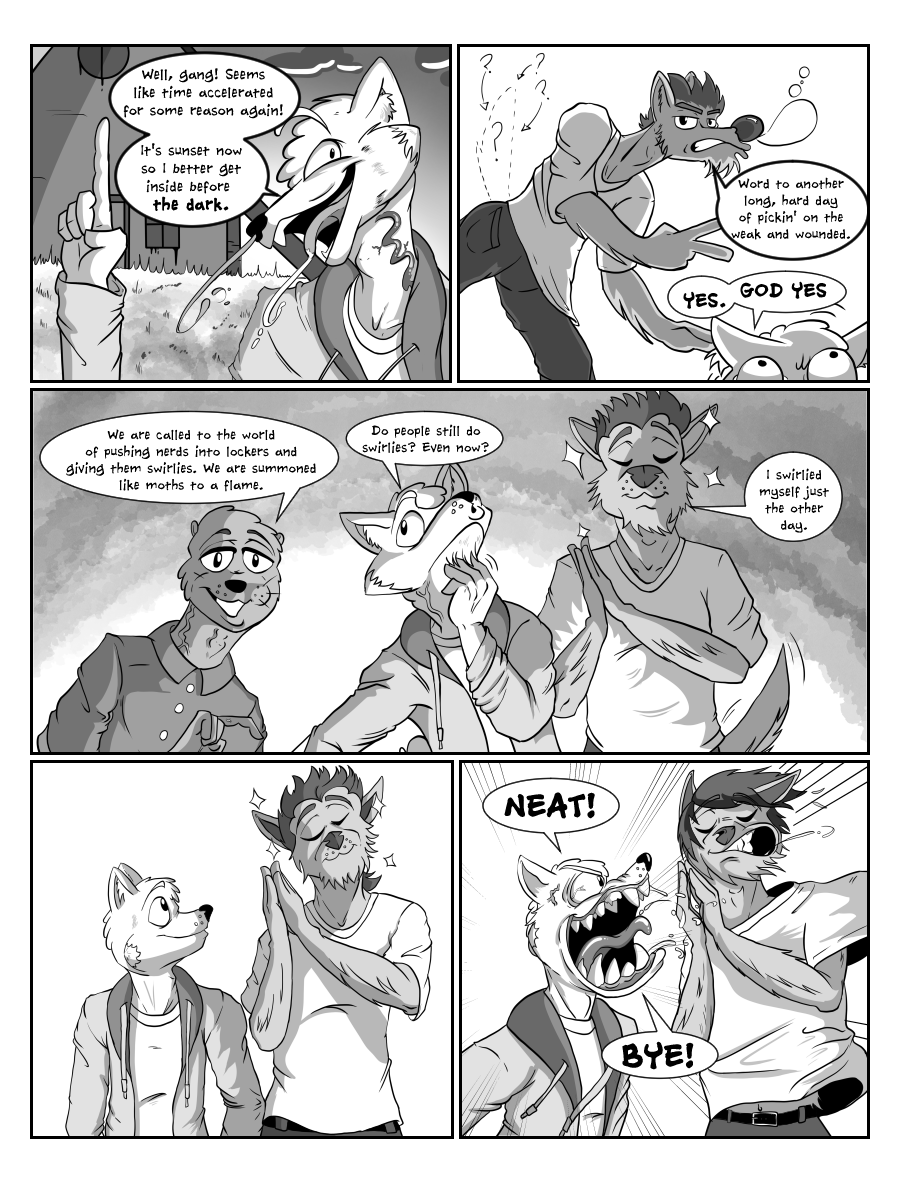 Well, gang! Seems
like time accelerated
for some reason again!
It's sunset now
so I better get
inside before
the dark.
? ?
?
Word to another
long, hard day
of pickin' on the
weak and wounded.
YES.
GOD YES
We are called to the world
of pushing nerds into lockers and
giving them swirlies. We are summoned
like moths to a flame.
Do people still do
swirlies? Even now?
I swirlied
myself just
the other
day.
NEAT!
BYE!